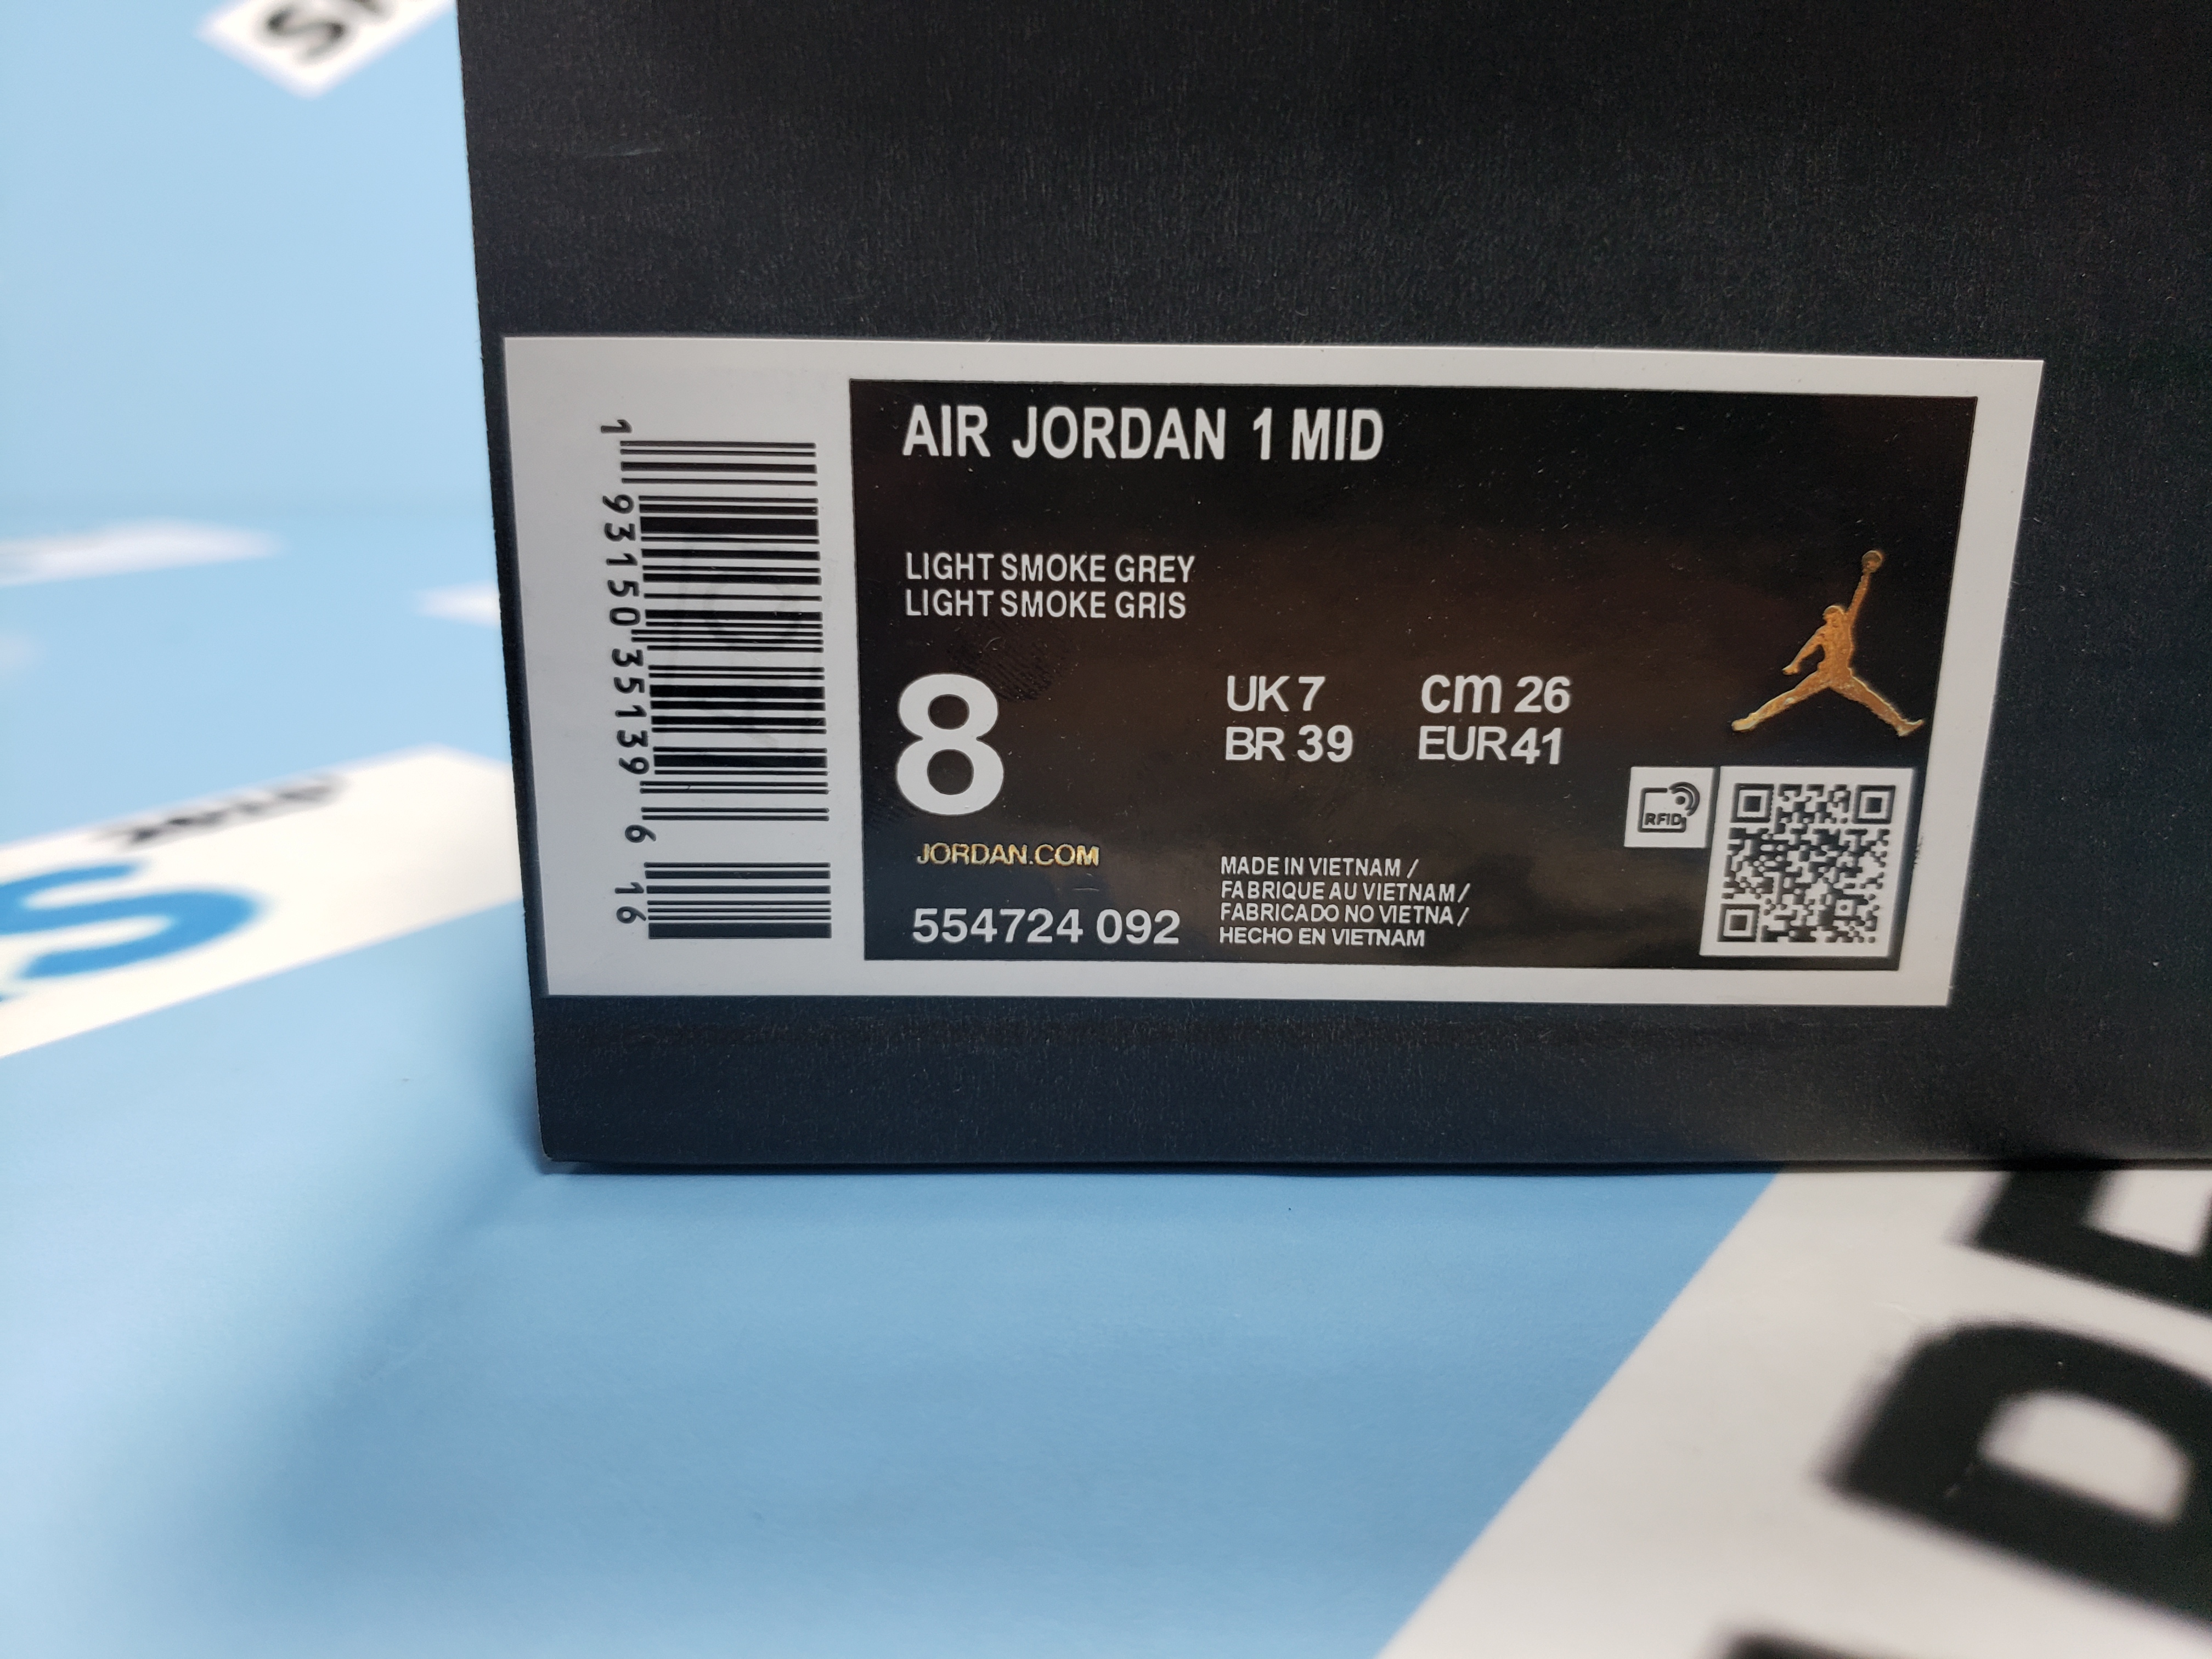 1 93150 35139 6 16
AIR JORDAN 1 MID
LIGHT SMOKE GREY
LIGHT SMOKE GRIS
8
UK 7 cm 26
BR 39 EUR 41
RFID
JORDAN.COM
554724 092
MADE IN VIETNAM /
FABRIQUE AU VIETNAM /
FABRICADO NO VIETNA /
HECHO EN VIETNAM